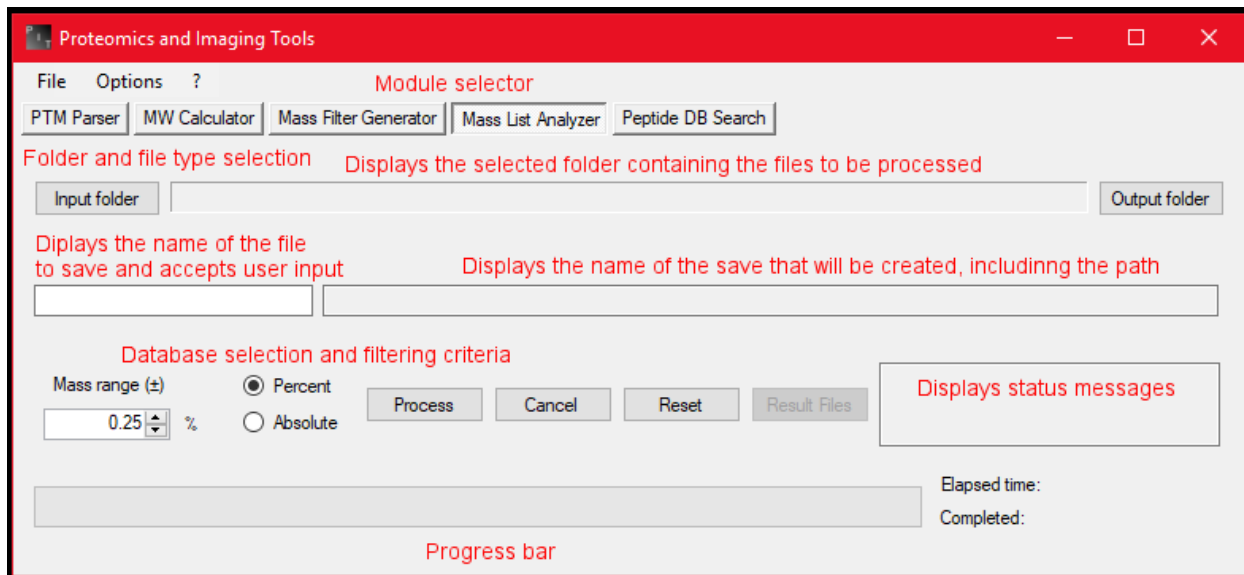 PIT Proteomics and Imaging Tools
File Options ?
Module selector
PTM Parser MW Calculator Mass Filter Generator Mass List Analyzer Peptide DB Search
Folder and file type selection
Displays the selected folder containing the files to be processed
Input folder
Output folder
Diplays the name of the file
to save and accepts user input
Displays the name of the save that will be created, includinng the path
Database selection and filtering criteria
Mass range (±)
0.25 %
Percent
Absolute
Process Cancel Reset Result Files
Displays status messages
Elapsed time:
Completed:
Progress bar